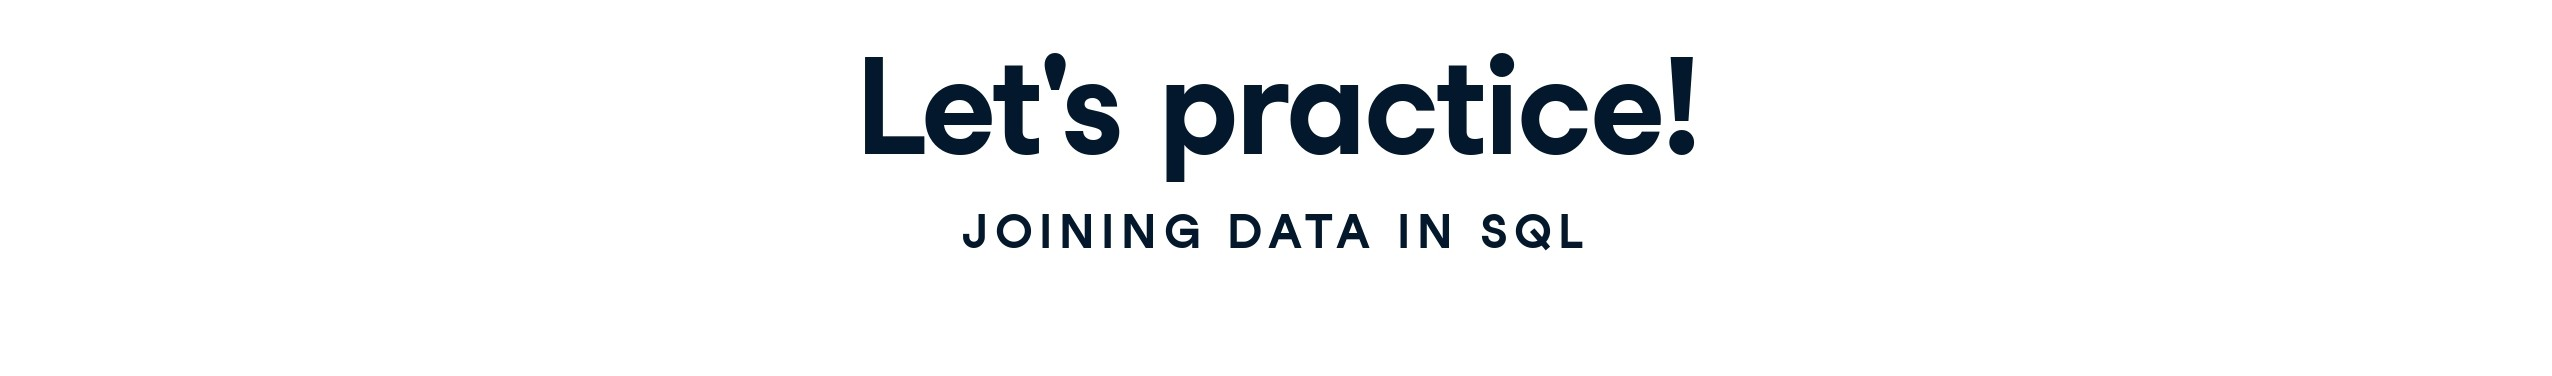 Let's practice!
JOINING DATA IN SQL